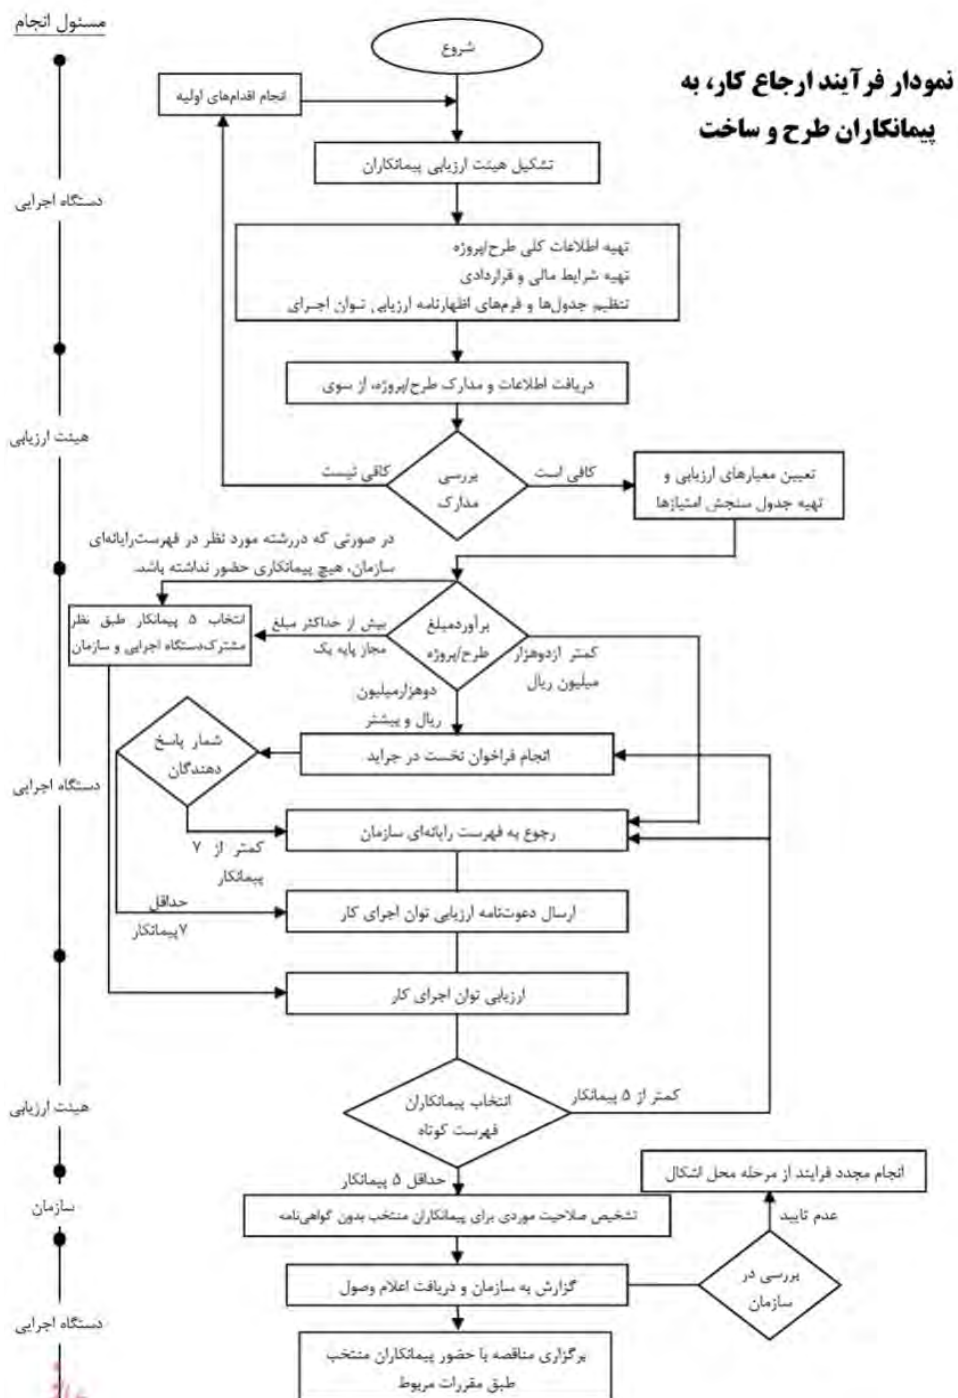 مسئول انجام
نمودار فرآیند ارجاع کار، به
پیمانکاران طرح و ساخت
شروع
انجام اقدام‌های اولیه
تشکیل هیئت ارزیابی پیمانکاران
دستگاه اجرایی
تهیه اطلاعات کلی طرح/پروژه
تهیه شرایط مالی و قراردادی
تنظیم جدول‌ها و فرم‌های اظهارنامه ارزیابی توان اجرای
دریافت اطلاعات و مدارک طرح/پروژه، از سوی
هیئت ارزیابی
بررسی
مدارک
کافی نیست
کافی است
تعیین معیارهای ارزیابی و
تهیه جدول سنجش امتیازها
در صورتی که دررشته مورد نظر در فهرست‌رایانه‌ای
سازمان، هیچ پیمانکاری حضور نداشته باشد.
انتخاب ۵ پیمانکار طبق نظر
مشترک‌دستگاه اجرایی و سازمان
بیش از حداکثر مبلغ
مجاز پایه یک
برآوردمبلغ
طرح/پروژه
کمتر ازدوهزار
میلیون ریال
دوهزارمیلیون
ریال و بیشتر
شمار پاسخ
دهندگان
انجام فراخوان نخست در جراید
دستگاه اجرایی
رجوع به فهرست رایانه‌ای سازمان
کمتر از ۷
پیمانکار
حداقل
۷پیمانکار
ارسال دعوتنامه ارزیابی توان اجرای کار
ارزیابی توان اجرای کار
هیئت ارزیابی
انتخاب پیمانکاران
فهرست کوتاه
کمتر از ۵ پیمانکار
حداقل ۵ پیمانکار
انجام مجدد فرایند از مرحله محل اشکال
سازمان
تشخیص صلاحیت موردی برای پیمانکاران منتخب بدون گواهی‌نامه
عدم تایید
گزارش به سازمان و دریافت اعلام وصول
بررسی در
سازمان
دستگاه اجرایی
برگزاری مناقصه با حضور پیمانکاران منتخب
طبق مقررات مربوط